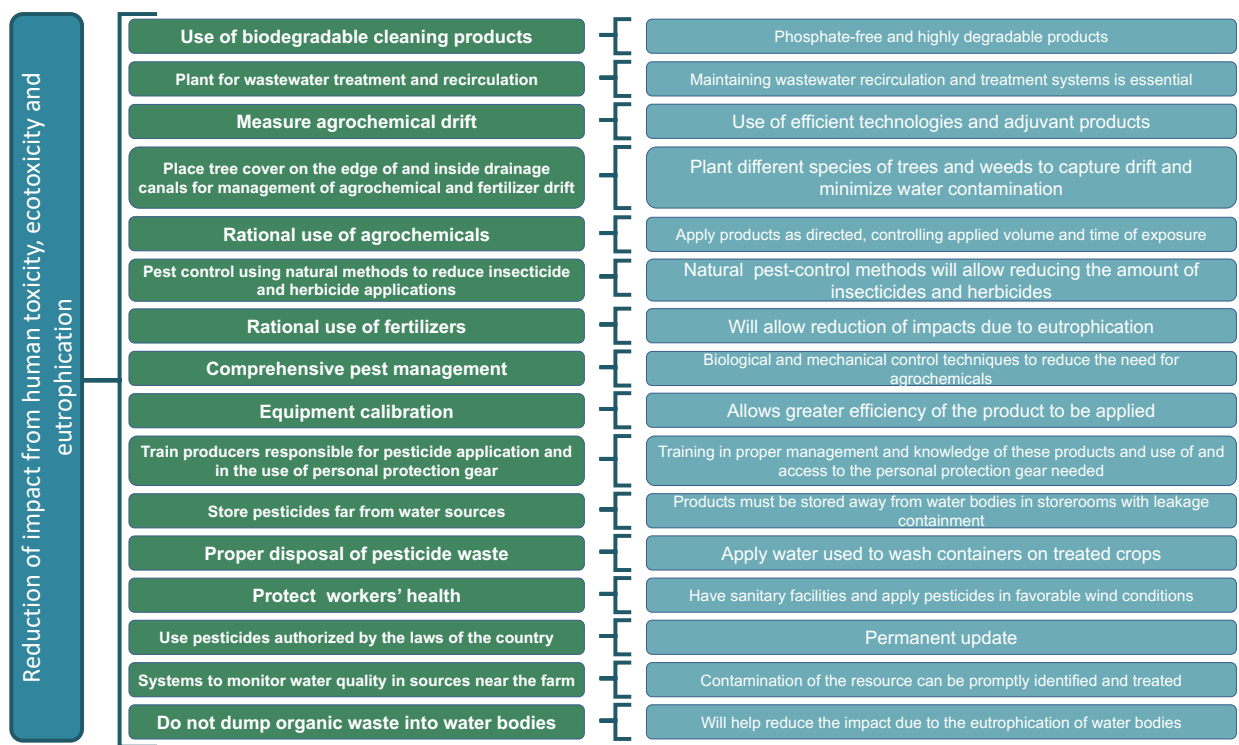 Reduction of impact from human toxicity, ecotoxicity and
eutrophication
Use of biodegradable cleaning products
Phosphate-free and highly degradable products
Plant for wastewater treatment and recirculation
Maintaining wastewater recirculation and treatment systems is essential
Measure agrochemical drift
Use of efficient technologies and adjuvant products
Place tree cover on the edge of and inside drainage
canals for management of agrochemical and fertilizer drift
Plant different species of trees and weeds to capture drift and
minimize water contamination
Rational use of agrochemicals
Apply products as directed, controlling applied volume and time of exposure
Pest control using natural methods to reduce insecticide
and herbicide applications
Natural pest-control methods will allow reducing the amount of
insecticides and herbicides
Rational use of fertilizers
Will allow reduction of impacts due to eutrophication
Comprehensive pest management
Biological and mechanical control techniques to reduce the need for
agrochemicals
Equipment calibration
Allows greater efficiency of the product to be applied
Train producers responsible for pesticide application and
in the use of personal protection gear
Training in proper management and knowledge of these products and use of and
access to the personal protection gear needed
Store pesticides far from water sources
Products must be stored away from water bodies in storerooms with leakage
containment
Proper disposal of pesticide waste
Apply water used to wash containers on treated crops
Protect workers’ health
Have sanitary facilities and apply pesticides in favorable wind conditions
Use pesticides authorized by the laws of the country
Permanent update
Systems to monitor water quality in sources near the farm
Contamination of the resource can be promptly identified and treated
Do not dump organic waste into water bodies
Will help reduce the impact due to the eutrophication of water bodies